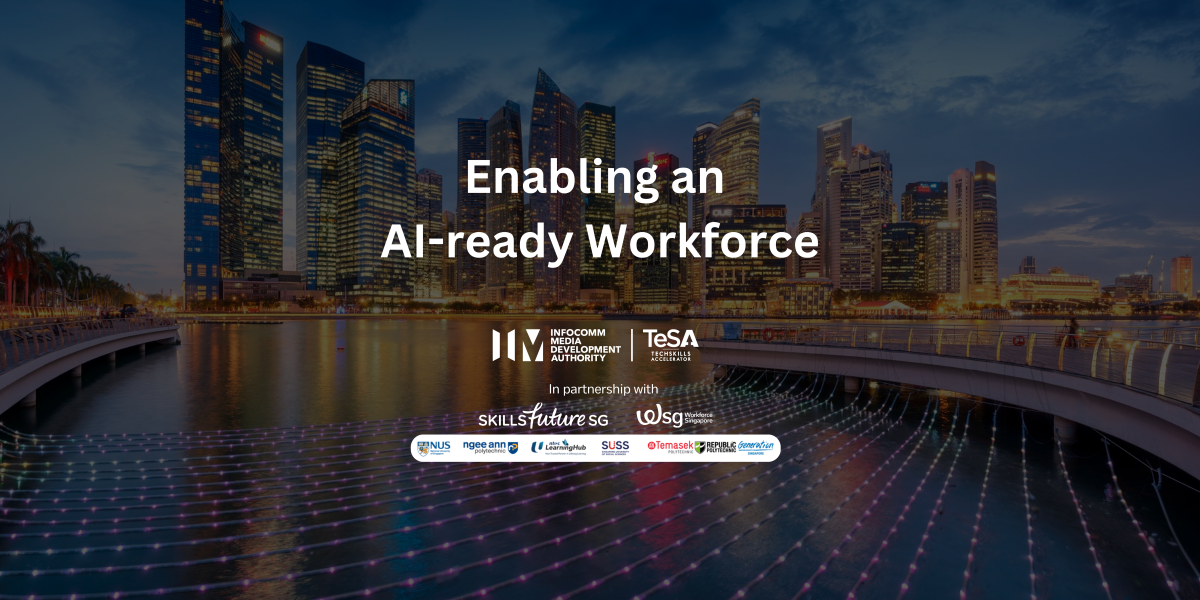 Enabling an
AI-ready Workforce
INFOCOMM
MEDIA
DEVELOPMENT
AUTHORITY
TeSA
TECHSKILLS
ACCELERATOR
In partnership with
SKILLSfuture SG
Wsg Workforce
Singapore
NUS
ngee ann
polytechnic
ntuc
LearningHub
SUSS
Temasek
POLYTECHNIC
REPUBLIC
POLYTECHNIC
Generation
SINGAPORE